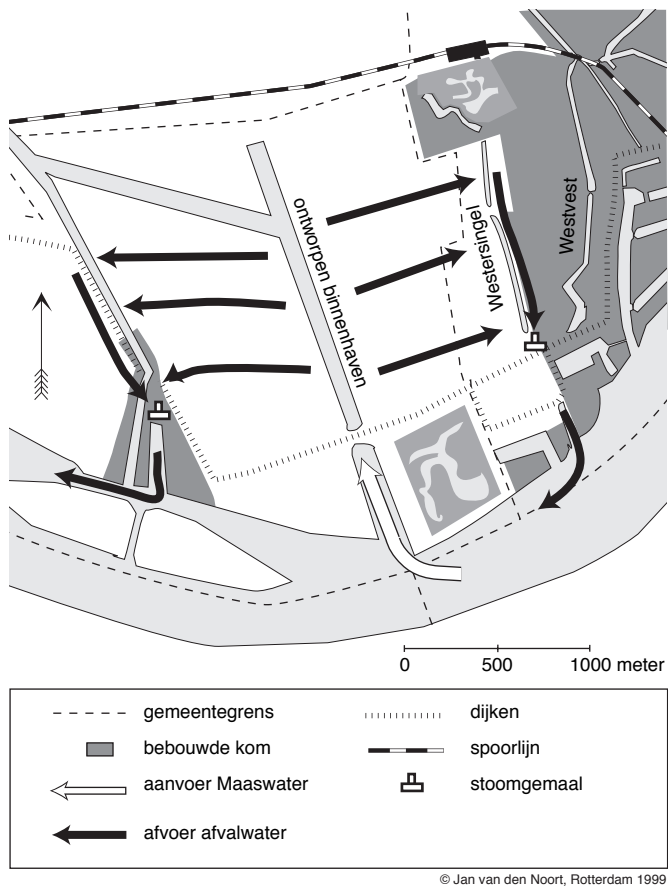 ontworpen binnenhaven
Westersingel
Westvest
0 500 1000 meter
gemeentegrens
dijken
bebouwde kom
spoorlijn
aanvoer Maaswater
stoomgemaal
afvoer afvalwater
© Jan van den Noort, Rotterdam 1999